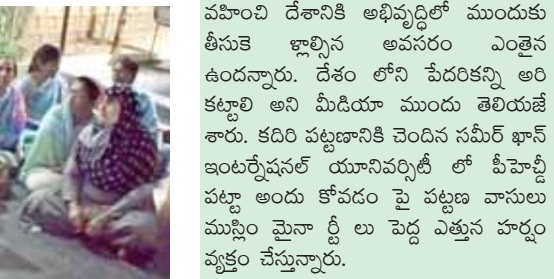 వహించి దేశానికి అభివృద్ధిలో ముందుకు
తీసుకె ళ్లాల్సిన అవసరం ఎంతైన
ఉందన్నారు. దేశం లోని పేదరికన్ని అరి
కట్టాలి అని మీడియా ముందు తెలియజే
శారు. కదిరి పట్టణానికి చెందిన సమీర్ ఖాన్
ఇంటర్నేషనల్ యూనివర్సిటీ లో పీహెచ్డీ
పట్టా అందు కోవడం పై పట్టణ వాసులు
ముస్లిం మైనా ర్టీ లు పెద్ద ఎత్తున హర్షం
వ్యక్తం చేస్తున్నారు.